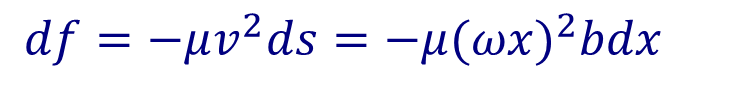 𝑑𝑓 = −𝜇𝑣²𝑑𝑠 = −𝜇(𝜔𝑥)²𝑏𝑑𝑥